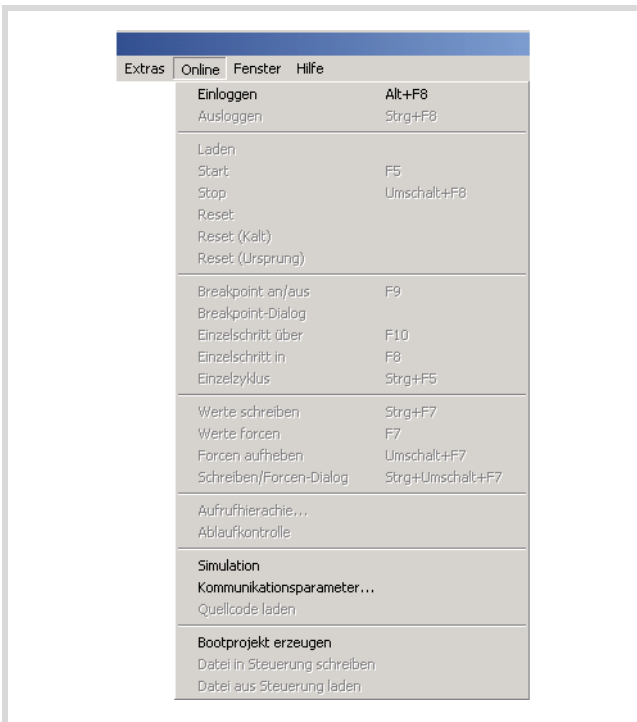 Extras Online Fenster Hilfe
Einloggen Alt+F8
Ausloggen Strg+F8
Laden
Start F5
Stop Umschalt+F8
Reset
Reset (Kalt)
Reset (Ursprung)
Breakpoint an/aus F9
Breakpoint-Dialog
Einzelschritt über F10
Einzelschritt in F8
Einzelzyklus Strg+F5
Werte schreiben Strg+F7
Werte forcen F7
Forcen aufheben Umschalt+F7
Schreiben/Forcen-Dialog Strg+Umschalt+F7
Aufrufhierachie...
Ablaufkontrolle
Simulation
Kommunikationsparameter...
Quellcode laden
Bootprojekt erzeugen
Datei in Steuerung schreiben
Datei aus Steuerung laden